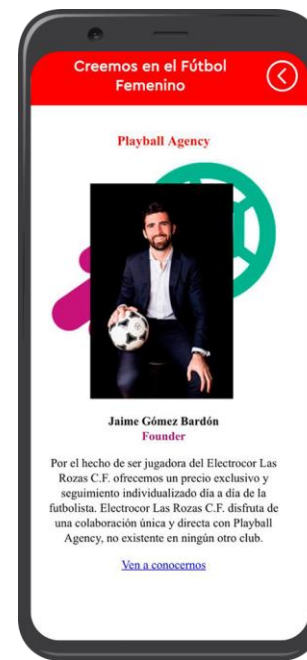 Creemos en el Fútbol
Femenino
Playball Agency
Jaime Gómez Bardón
Founder
Por el hecho de ser jugadora del Electrocor Las
Rozas C.F. ofrecemos un precio exclusivo y
seguimiento individualizado día a día de la
futbolista. Electrocor Las Rozas C.F. disfruta de
una colaboración única y directa con Playball
Agency, no existente en ningún otro club.
Ven a conocernos